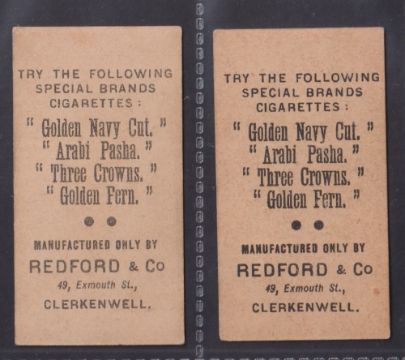 TRY THE FOLLOWING
SPECIAL BRANDS
CIGARETTES:
"Golden Navy Cut."
"Arabi Pasha."
"Three Crowns."
"Golden Fern."
MANUFACTURED ONLY BY
REDFORD & Co
49, Exmouth St.,
CLERKENWELL.
TRY THE FOLLOWING
SPECIAL BRANDS
CIGARETTES:
"Golden Navy Cut."
"Arabi Pasha."
"Three Crowns."
"Golden Fern."
MANUFACTURED ONLY BY
REDFORD & Co
49, Exmouth St.,
CLERKENWELL.